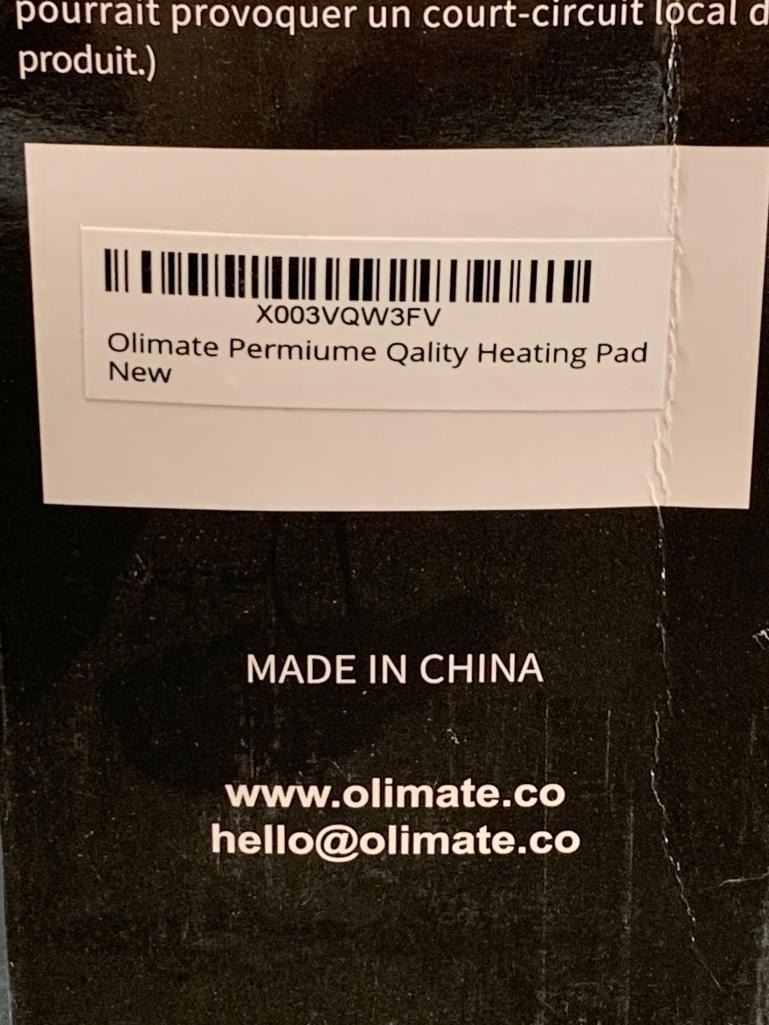 pourrait provoquer un court-circuit local d
produit.)
X003VQW3FV
Olimate Permiume Qality Heating Pad
New
MADE IN CHINA
www.olimate.co
hello@olimate.co